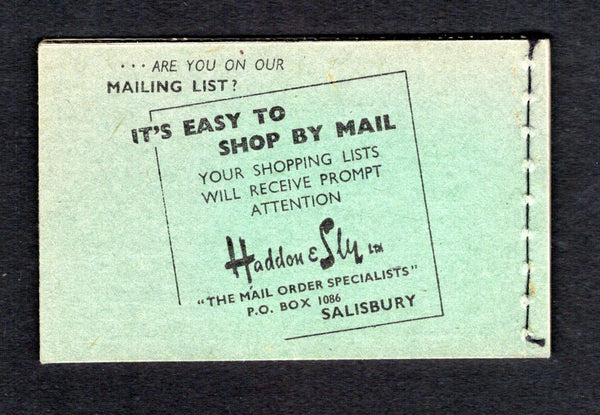 ... ARE YOU ON OUR
MAILING LIST?
IT'S EASY TO
SHOP BY MAIL
YOUR SHOPPING LISTS
WILL RECEIVE PROMPT
ATTENTION
Haddon & Sly LTD
"THE MAIL ORDER SPECIALISTS"
P.O. BOX 1086
SALISBURY